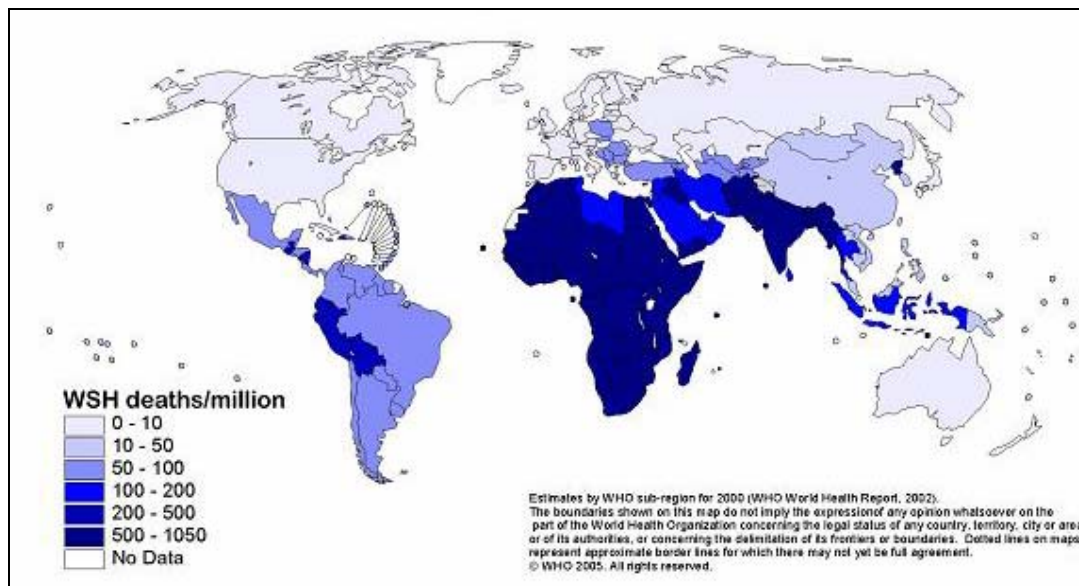 WSH deaths/million
0 - 10
10 - 50
50 - 100
100 - 200
200 - 500
500 - 1050
No Data
Estimates by WHO sub-region for 2000 (WHO World Health Report, 2002).
The boundaries shown on this map do not imply the expressionof any opinion whatsoever on the
part of the World Health Organization concerning the legal status of any country, territory, city or area
or of its authorities, or concerning the delimitation of its frontiers or boundaries. Dotted lines on maps
represent approximate border lines for which there may not yet be full agreement.
© WHO 2005. All rights reserved.